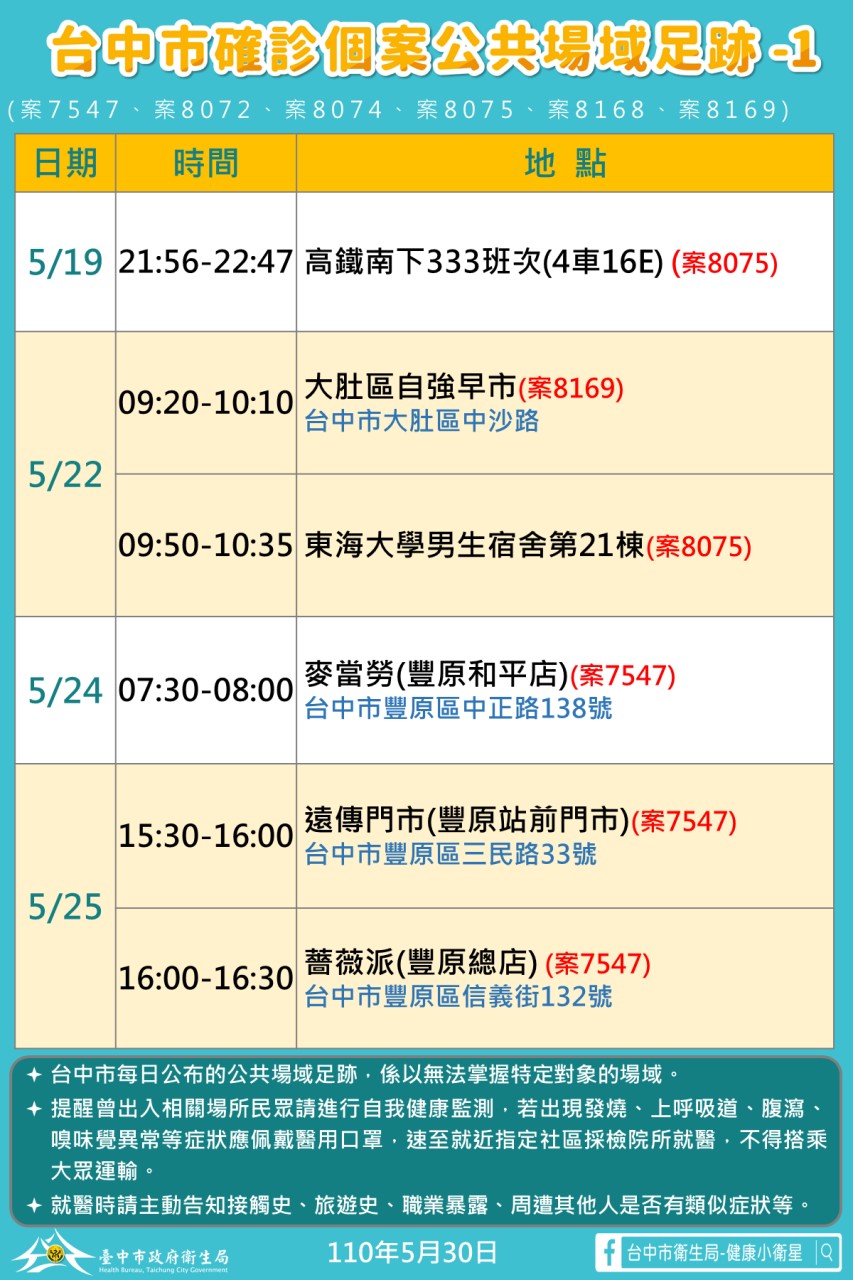 台中市確診個案公共場域足跡-1
(案7547、案8072、案8074、案8075、案8168、案8169)
日期 時間 地 點
5/19 21:56-22:47 高鐵南下333班次(4車16E) (案8075)
5/22
09:20-10:10 大肚區自強早市(案8169)
台中市大肚區中沙路
09:50-10:35 東海大學男生宿舍第21棟(案8075)
5/24 07:30-08:00 麥當勞(豐原和平店)(案7547)
台中市豐原區中正路138號
5/25
15:30-16:00 遠傳門市(豐原站前門市)(案7547)
台中市豐原區三民路33號
16:00-16:30 薔薇派(豐原總店) (案7547)
台中市豐原區信義街132號
台中市每日公布的公共場域足跡，係以無法掌握特定對象的場域。
提醒曾出入相關場所民眾請進行自我健康監測，若出現發燒、上呼吸道、腹瀉、
嗅味覺異常等症狀應佩戴醫用口罩，速至就近指定社區採檢院所就醫，不得搭乘
大眾運輸。
就醫時請主動告知接觸史、旅遊史、職業暴露、周遭其他人是否有類似症狀等。
臺中市政府衛生局
Health Bureau, Taichung City Government
110年5月30日
台中市衛生局-健康小衛星